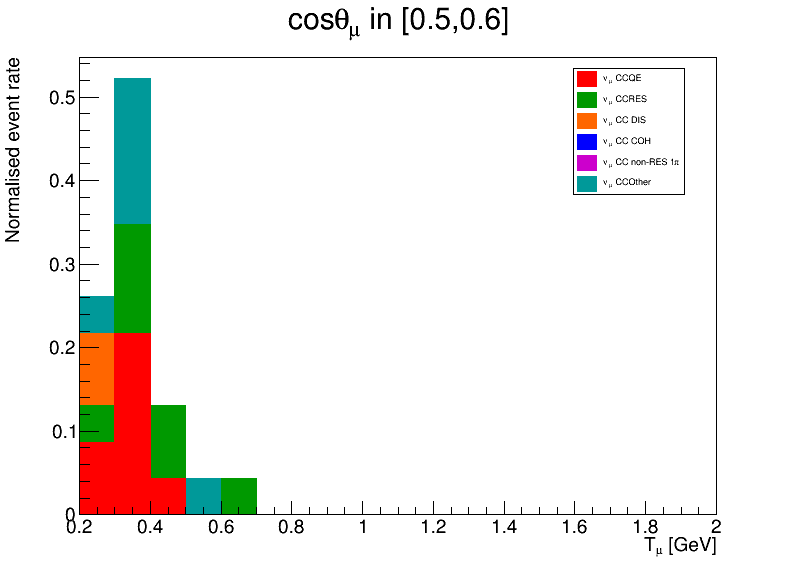 cosθμ in [0.5,0.6]
Normalised event rate
0.5
0.4
0.3
0.2
0.1
0
νμ CCQE
νμ CCRES
νμ CC DIS
νμ CC COH
νμ CC non-RES 1π
νμ CCOther
0.2 0.4 0.6 0.8 1 1.2 1.4 1.6 1.8 2
Tμ [GeV]